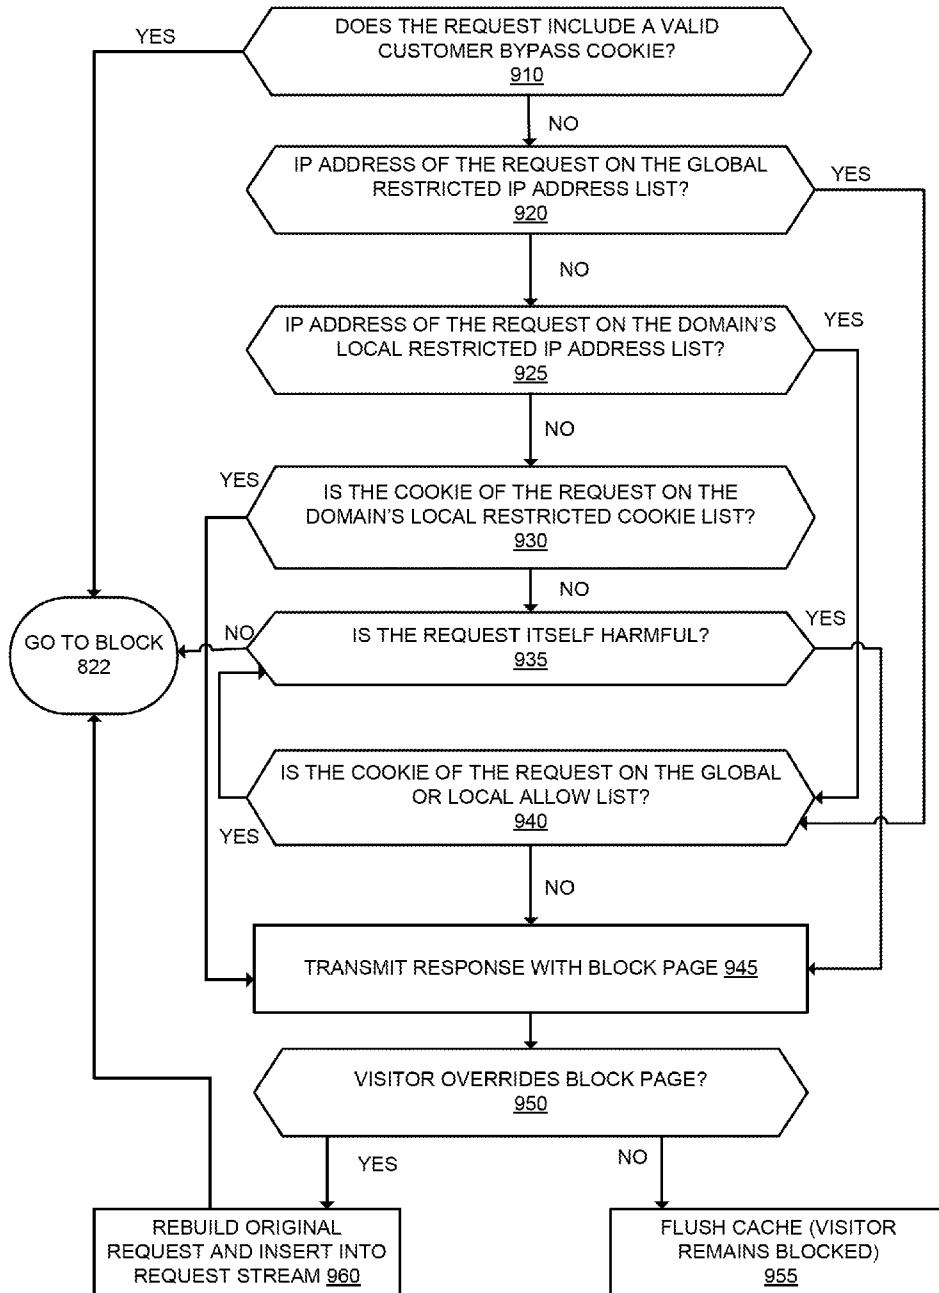 DOES THE REQUEST INCLUDE A VALID
CUSTOMER BYPASS COOKIE?
910
YES
NO
IP ADDRESS OF THE REQUEST ON THE GLOBAL
RESTRICTED IP ADDRESS LIST?
920
YES
NO
IP ADDRESS OF THE REQUEST ON THE DOMAIN'S
LOCAL RESTRICTED IP ADDRESS LIST?
925
YES
NO
YES
IS THE COOKIE OF THE REQUEST ON THE
DOMAIN'S LOCAL RESTRICTED COOKIE LIST?
930
NO
GO TO BLOCK
822
NO
IS THE REQUEST ITSELF HARMFUL?
935
YES
IS THE COOKIE OF THE REQUEST ON THE GLOBAL
OR LOCAL ALLOW LIST?
940
YES
NO
TRANSMIT RESPONSE WITH BLOCK PAGE 945
VISITOR OVERRIDES BLOCK PAGE?
950
YES
NO
REBUILD ORIGINAL
REQUEST AND INSERT INTO
REQUEST STREAM 960
FLUSH CACHE (VISITOR
REMAINS BLOCKED)
955